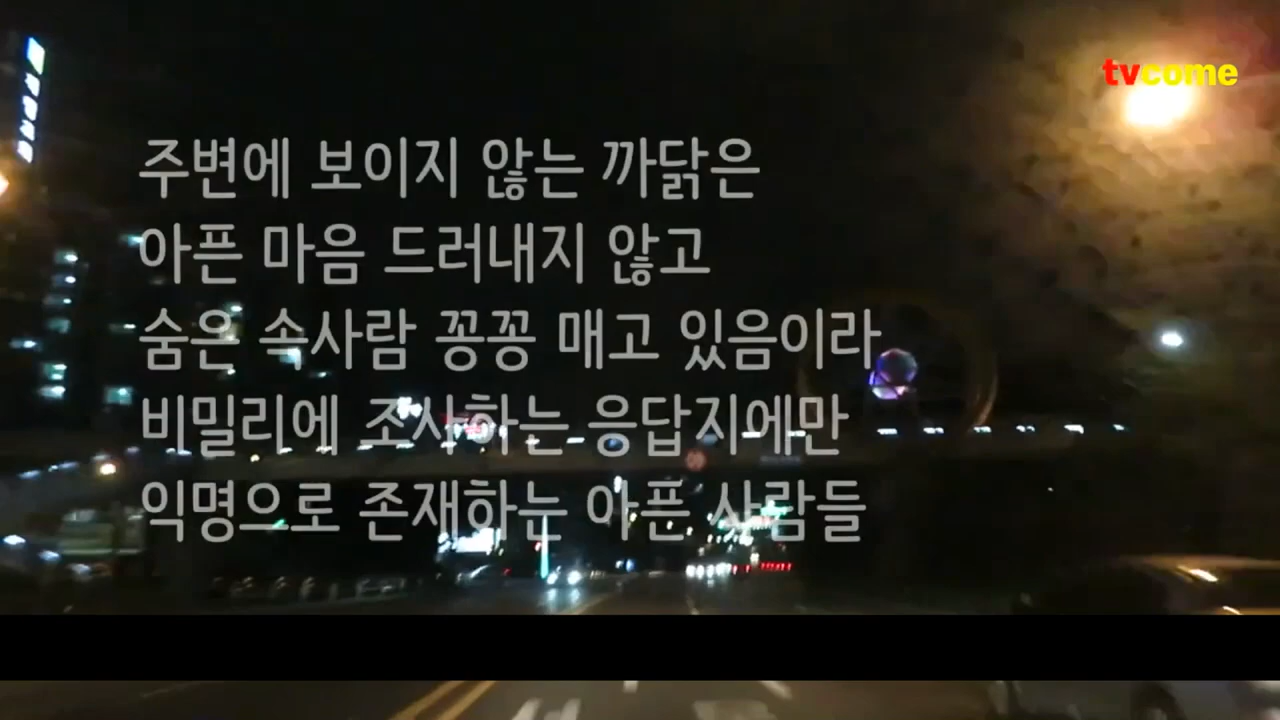 tvcome
주변에 보이지 않는 까닭은
아픈 마음 드러내지 않고
숨은 속사람 꽁꽁 매고 있음이라
비밀리에 조사하는 응답지에만
익명으로 존재하는 아픈 사람들